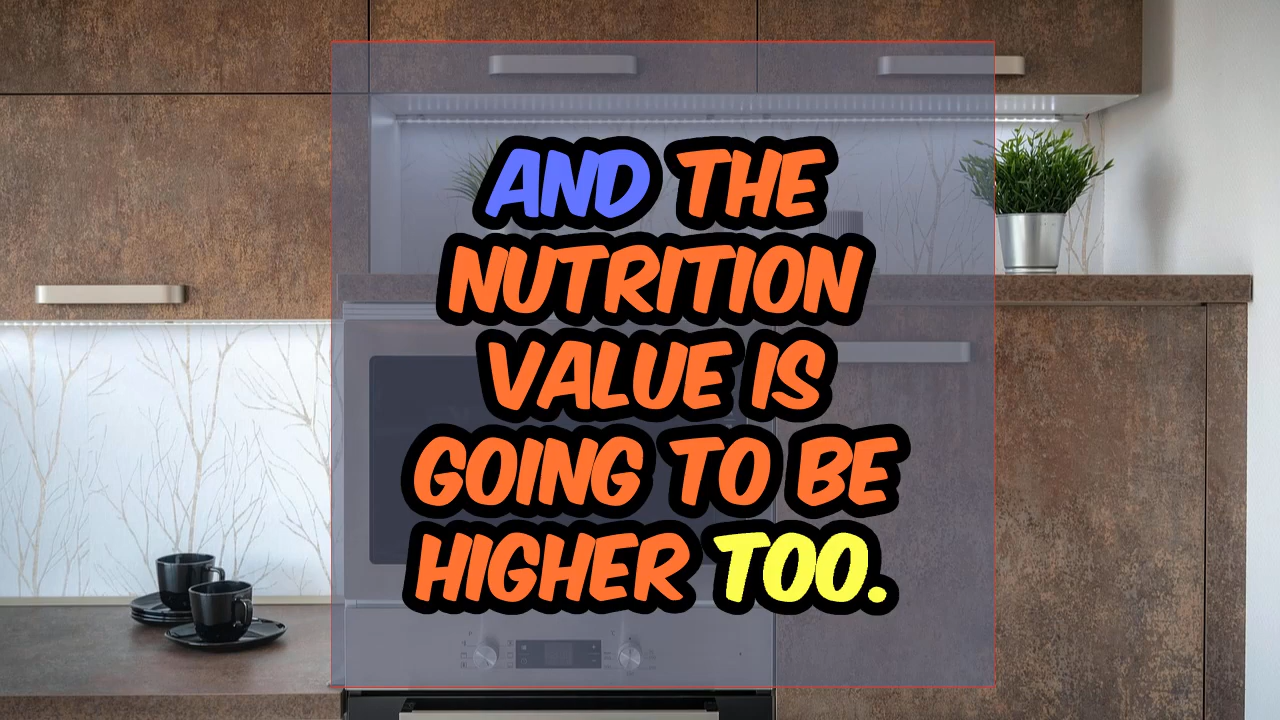 AND THE
NUTRITION
VALUE IS
GOING TO BE
HIGHER TOO.